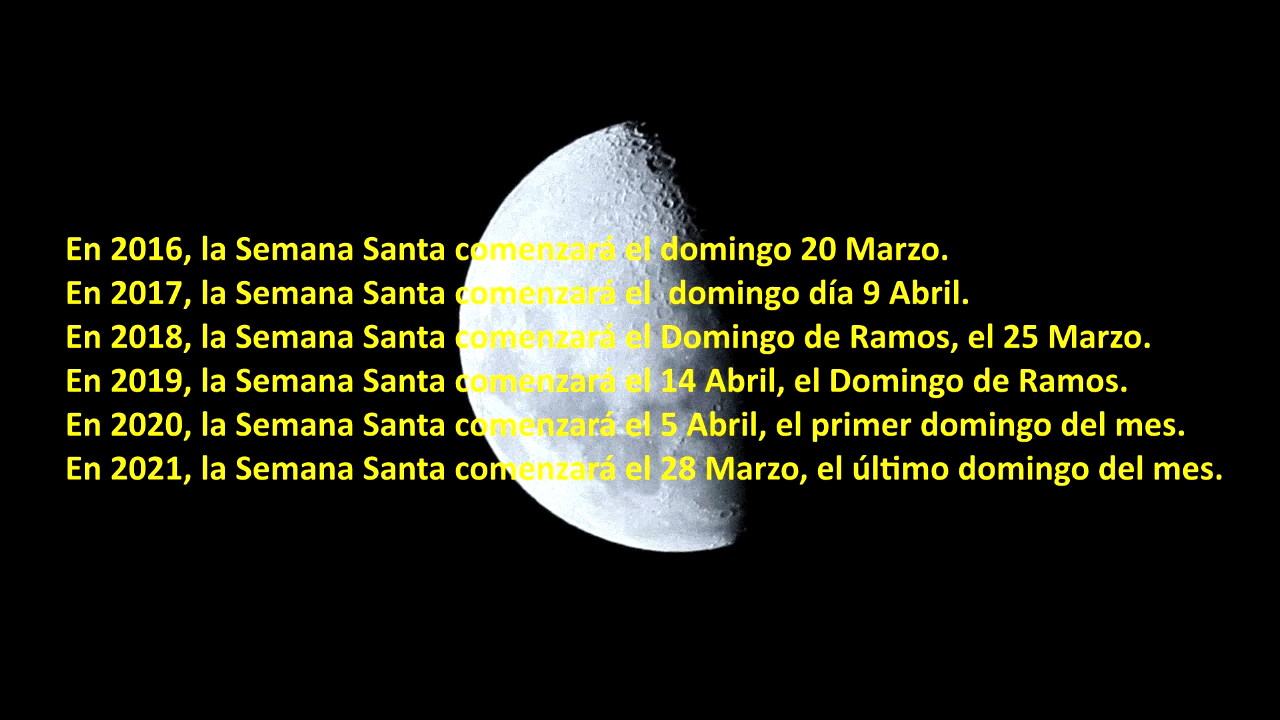 En 2016, la Semana Santa comenzará el domingo 20 Marzo.
En 2017, la Semana Santa comenzará el  domingo día 9 Abril.
En 2018, la Semana Santa comenzará el Domingo de Ramos, el 25 Marzo.
En 2019, la Semana Santa comenzará el 14 Abril, el Domingo de Ramos.
En 2020, la Semana Santa comenzará el 5 Abril, el primer domingo del mes.
En 2021, la Semana Santa comenzará el 28 Marzo, el último domingo del mes.